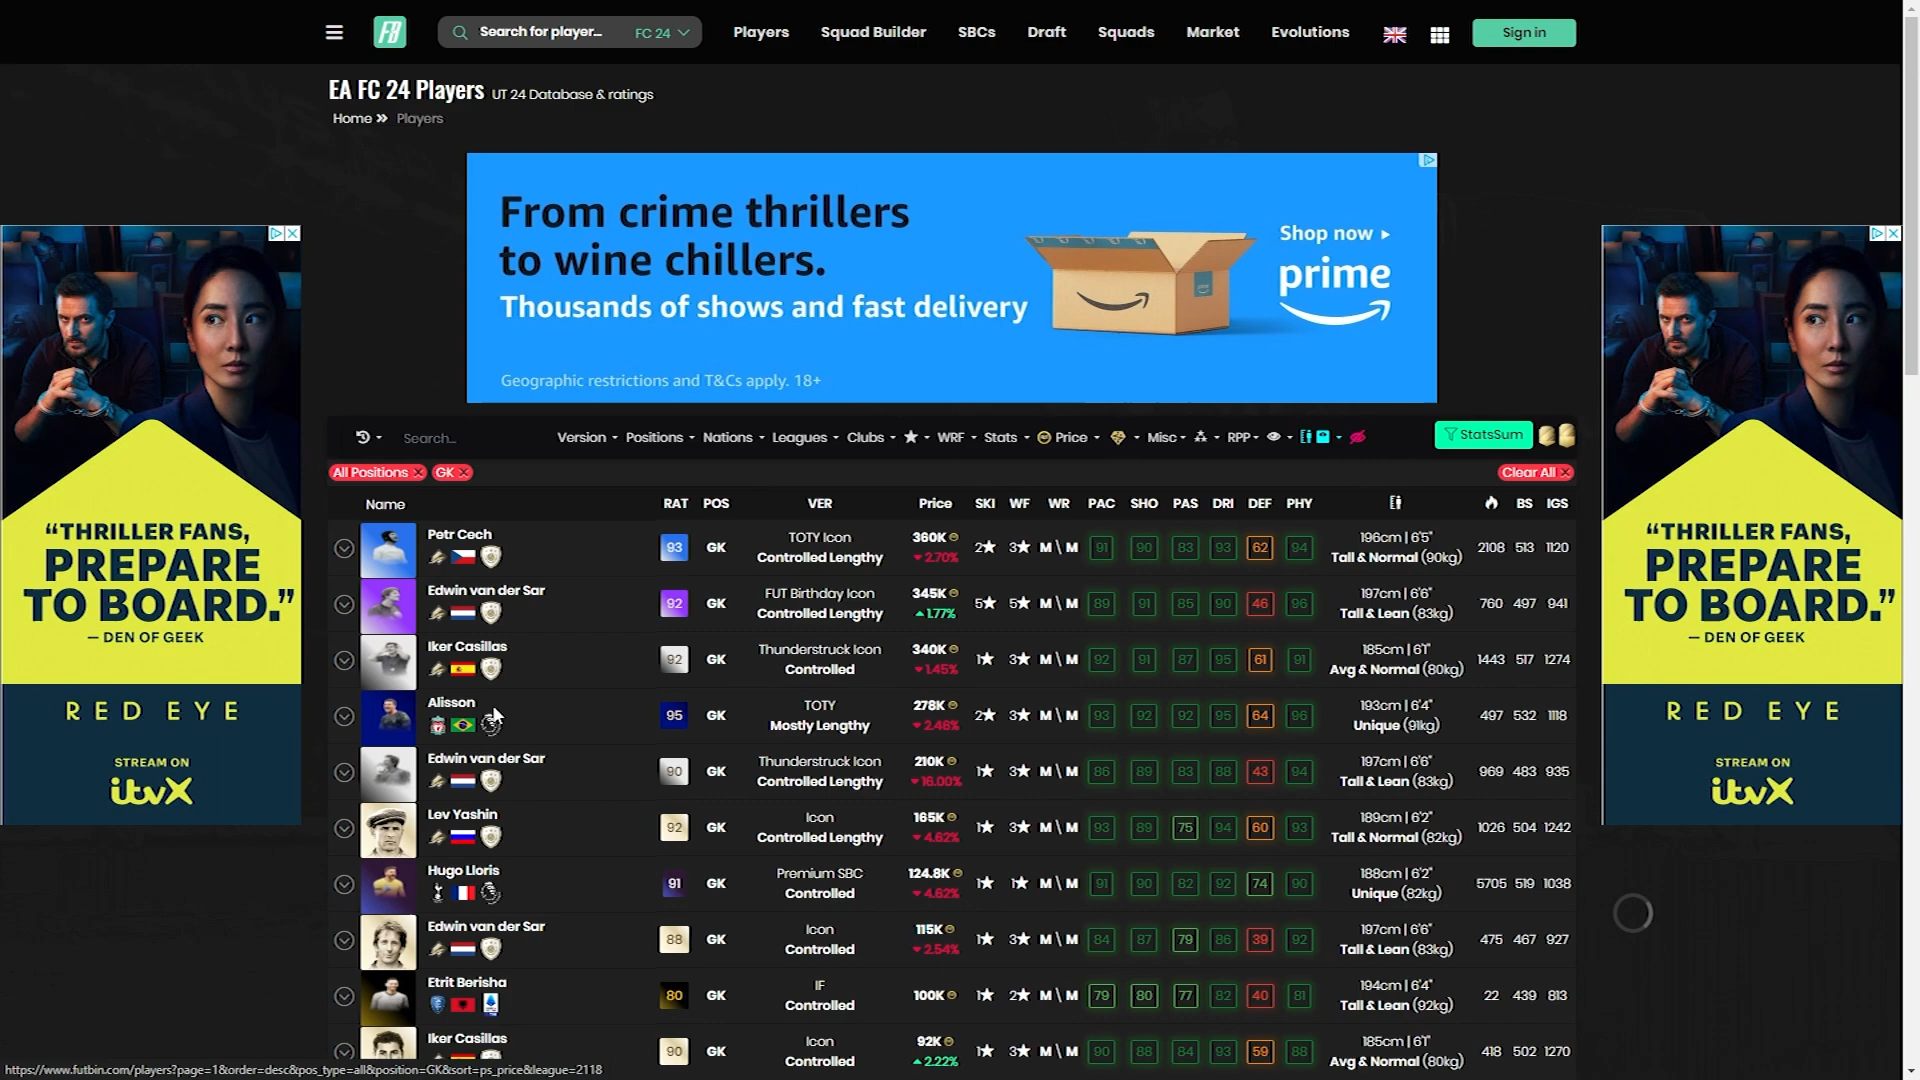 Search for player... FC 24 Players Squad Builder SBCs Draft Squads Market Evolutions Sign in
EA FC 24 Players UT 24 Database & ratings
Home » Players
From crime thrillers
to wine chillers.
Thousands of shows and fast delivery
Shop now
prime
Geographic restrictions and T&Cs apply. 18+
"THRILLER FANS,
PREPARE
TO BOARD."
– DEN OF GEEK
RED EYE
STREAM ON
itvX
"THRILLER FANS,
PREPARE
TO BOARD."
– DEN OF GEEK
RED EYE
STREAM ON
itvX
Search... Version Positions Nations Leagues Clubs WRF Stats Price Misc RPP StatsSum
All Positions × GK × Clear All ×
Name RAT POS VER Price SKI WF WR PAC SHO PAS DRI DEF PHY BS IGS
Petr Cech 93 GK TOTY Icon 360K 2★ 3★ M \ M 91 90 83 93 62 94 196cm | 6'5" 2108 513 1120
Controlled Lengthy 2.70% Tall & Normal (90kg)
Edwin van der Sar 92 GK FUT Birthday Icon 345K 5★ 5★ M \ M 89 91 85 90 46 96 197cm | 6'6" 760 497 941
Controlled Lengthy 1.77% Tall & Lean (83kg)
Iker Casillas 92 GK Thunderstruck Icon 340K 1★ 3★ M \ M 92 91 87 95 61 91 185cm | 6'1" 1443 517 1274
Controlled 1.45% Avg & Normal (80kg)
Alisson 95 GK TOTY 278K 2★ 3★ M \ M 93 92 92 95 64 96 193cm | 6'4" 497 532 1118
Mostly Lengthy 2.46% Unique (91kg)
Edwin van der Sar 90 GK Thunderstruck Icon 210K 1★ 3★ M \ M 86 89 83 88 43 94 197cm | 6'6" 969 483 935
Controlled Lengthy 16.00% Tall & Lean (83kg)
Lev Yashin 92 GK Icon 165K 1★ 3★ M \ M 93 89 75 94 60 93 189cm | 6'2" 1026 504 1242
Controlled Lengthy 4.62% Tall & Normal (82kg)
Hugo Lloris 91 GK Premium SBC 124.8K 1★ 1★ M \ M 91 90 82 92 74 90 188cm | 6'2" 5705 519 1038
Controlled 4.62% Unique (82kg)
Edwin van der Sar 88 GK Icon 115K 1★ 3★ M \ M 84 87 79 86 39 92 197cm | 6'6" 475 467 927
Controlled 2.54% Tall & Lean (83kg)
Etrit Berisha 80 GK IF 100K 1★ 2★ M \ M 79 80 77 82 40 81 194cm | 6'4" 22 439 813
Controlled Tall & Lean (92kg)
Iker Casillas 90 GK Icon 92K 1★ 3★ M \ M 90 88 84 93 59 88 185cm | 6'1" 418 502 1270
Controlled 2.22% Avg & Normal (80kg)
https://www.futbin.com/players?page=1&order=desc&pos_type=all&position=GK&sort=ps_price&league=2118